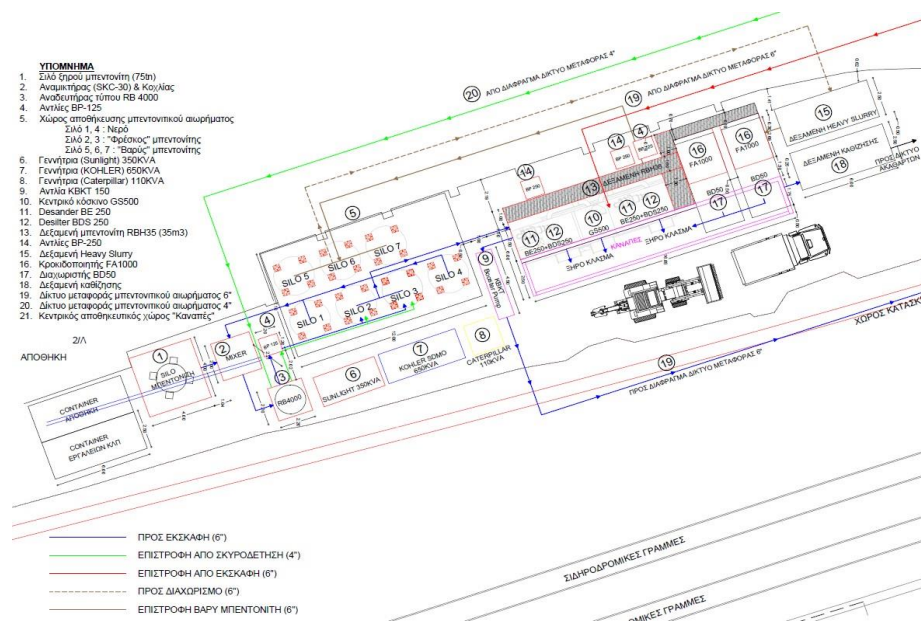 ΥΠΟΜΝΗΜΑ
1. Σιλό ξηρού μπεντονίτη (75tn)
2. Αναμικτήρας (SKC-30) & Κοχλίας
3. Αναδευτήρας τύπου RB 4000
4. Αντλίες BP-125
5. Χώρος αποθήκευσης μπεντονιτικού αιωρήματος
Σιλό 1, 4 : Νερό
Σιλό 2, 3 : "Φρέσκος" μπεντονίτης
Σιλό 5, 6, 7 : "Βαρύς" μπεντονίτης
6. Γεννήτρια (Sunlight) 350KVA
7. Γεννήτρια (KOHLER) 650KVA
8. Γεννήτρια (Caterpillar) 110KVA
9. Αντλία KBKT 150
10. Κεντρικό κόσκινο GS500
11. Desander BE 250
12. Desilter BDS 250
13. Δεξαμενή μπεντονίτη RBH35 (35m3)
14. Αντλίες BP-250
15. Δεξαμενή Heavy Slurry
16. Κροκιδοποιητής FA1000
17. Διαχωριστής BD50
18. Δεξαμενή καθίζησης
19. Δίκτυο μεταφοράς μπεντονιτικού αιωρήματος 6"
20. Δίκτυο μεταφοράς μπεντονιτικού αιωρήματος 4"
21. Κεντρικός αποθηκευτικός χώρος "Καναπές"
20 ΑΠΟ ΔΙΑΦΡΑΓΜΑ ΔΙΚΤΥΟ ΜΕΤΑΦΟΡΑΣ 4"
19 ΑΠΟ ΔΙΑΦΡΑΓΜΑ ΔΙΚΤΥΟ ΜΕΤΑΦΟΡΑΣ 6"
15
ΔΕΞΑΜΕΝΗ HEAVY SLURRY
ΔΕΞΑΜΕΝΗ ΚΑΘΙΖΗΣΗΣ
18
ΠΡΟΣ ΔΙΚΤΥΟ
ΑΚΑΘΑΡΤΩΝ
16
FA1000
16
FA1000
BD50
17
BD50
17
4
14
BP 250
14
BP 250
13
ΔΕΞΑΜΕΝΗ RBH35
11 12
BE250+BDS250
10
GS500
11 12
BE250+BDS250
ΞΗΡΟ ΚΛΑΣΜΑ
ΚΑΝΑΠΕΣ
ΞΗΡΟ ΚΛΑΣΜΑ
5
SILO 5
SILO 6
SILO 7
SILO 1
SILO 2
SILO 3
SILO 4
9
KBKT
Booster Pump
8
CATERPILLAR
110KVA
7
KOHLER SDMO
650KVA
6
SUNLIGHT 350KVA
4
BP 125
3
RB4000
2
MIXER
1
SILO
ΜΠΕΝΤΟΝΙΤΗ
2/Λ
ΑΠΟΘΗΚΗ
CONTAINER
ΑΠΟΘΗΚΗ
CONTAINER
ΕΡΓΑΛΕΙΩΝ ΚΛΠ
19
ΠΡΟΣ ΔΙΑΦΡΑΓΜΑ ΔΙΚΤΥΟ ΜΕΤΑΦΟΡΑΣ 6"
ΧΩΡΟΣ ΚΑΤΑΣΚ
ΣΙΔΗΡΟΔΡΟΜΙΚΕΣ ΓΡΑΜΜΕΣ
ΟΜΙΚΕΣ ΓΡΑΜΜΕΣ
ΠΡΟΣ ΕΚΣΚΑΦΗ (6")
ΕΠΙΣΤΡΟΦΗ ΑΠΟ ΣΚΥΡΟΔΕΤΗΣΗ (4")
ΕΠΙΣΤΡΟΦΗ ΑΠΟ ΕΚΣΚΑΦΗ (6")
ΠΡΟΣ ΔΙΑΧΩΡΙΣΜΟ (6")
ΕΠΙΣΤΡΟΦΗ ΒΑΡΥ ΜΠΕΝΤΟΝΙΤΗ (6")